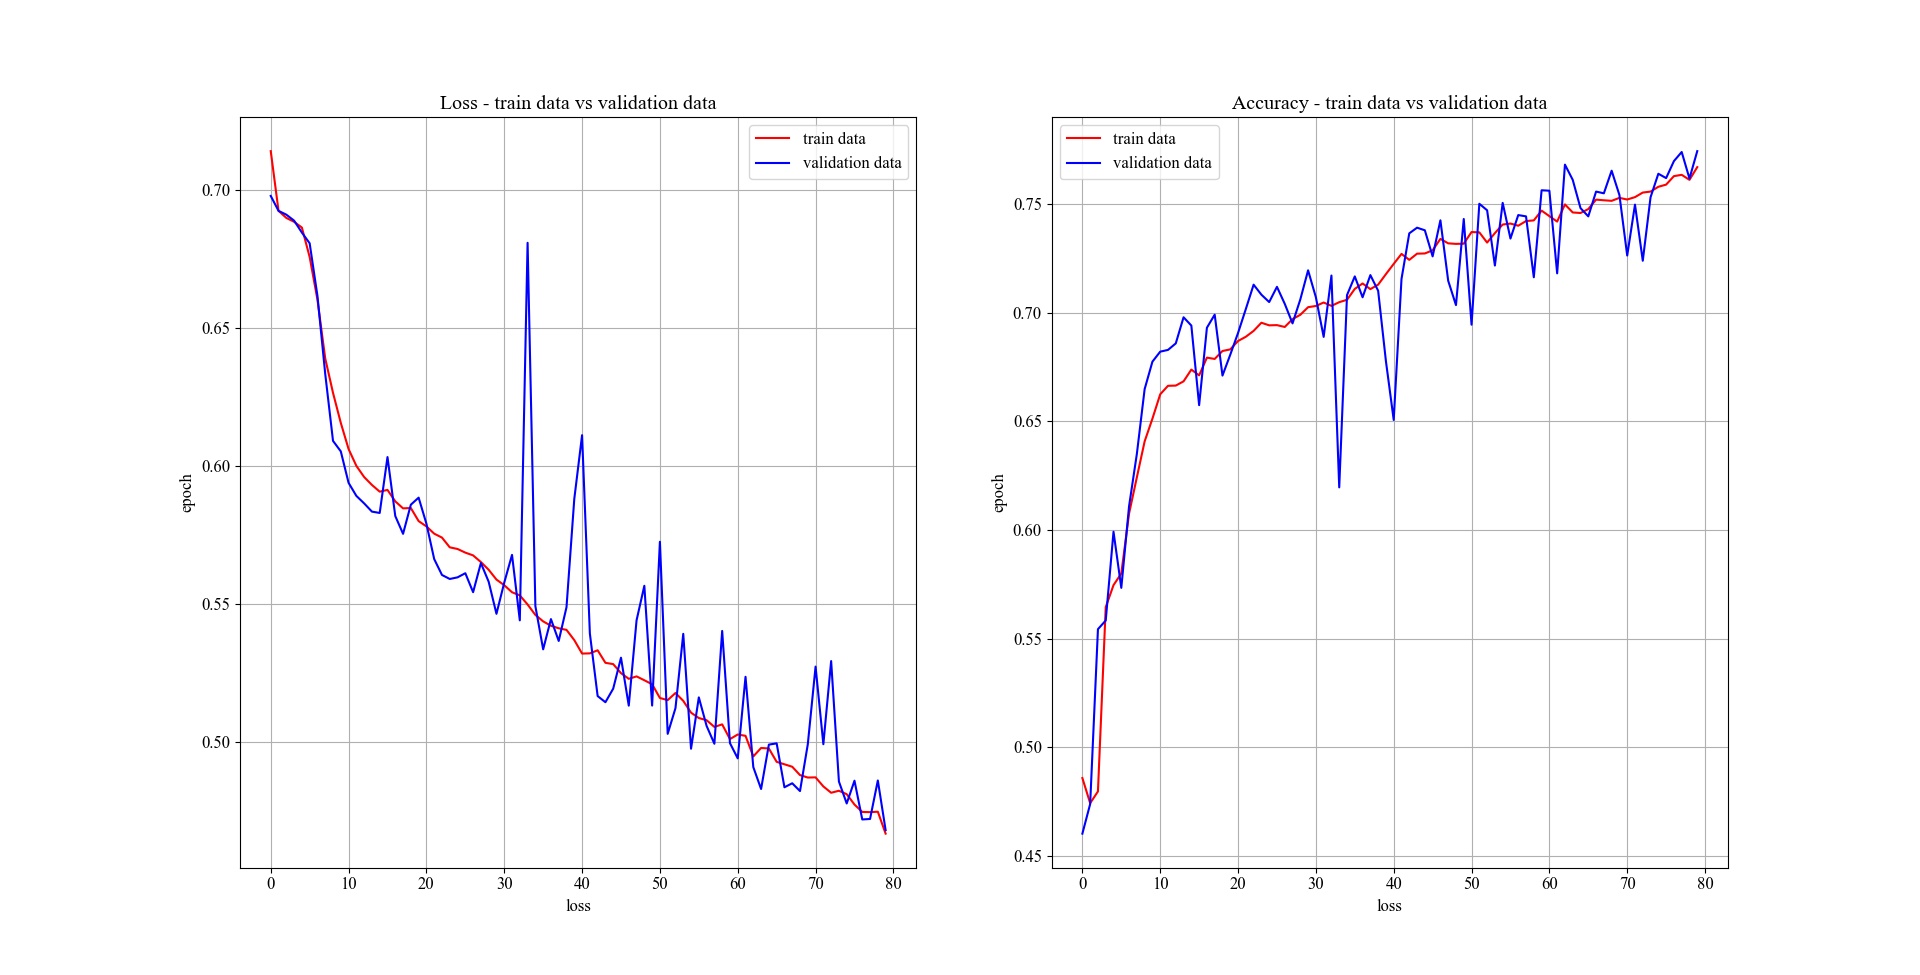 Loss - train data vs validation data
train data
validation data
0.70
0.65
0.60
0.55
0.50
epoch
0 10 20 30 40 50 60 70 80
loss
Accuracy - train data vs validation data
train data
validation data
0.75
0.70
0.65
0.60
0.55
0.50
0.45
epoch
0 10 20 30 40 50 60 70 80
loss